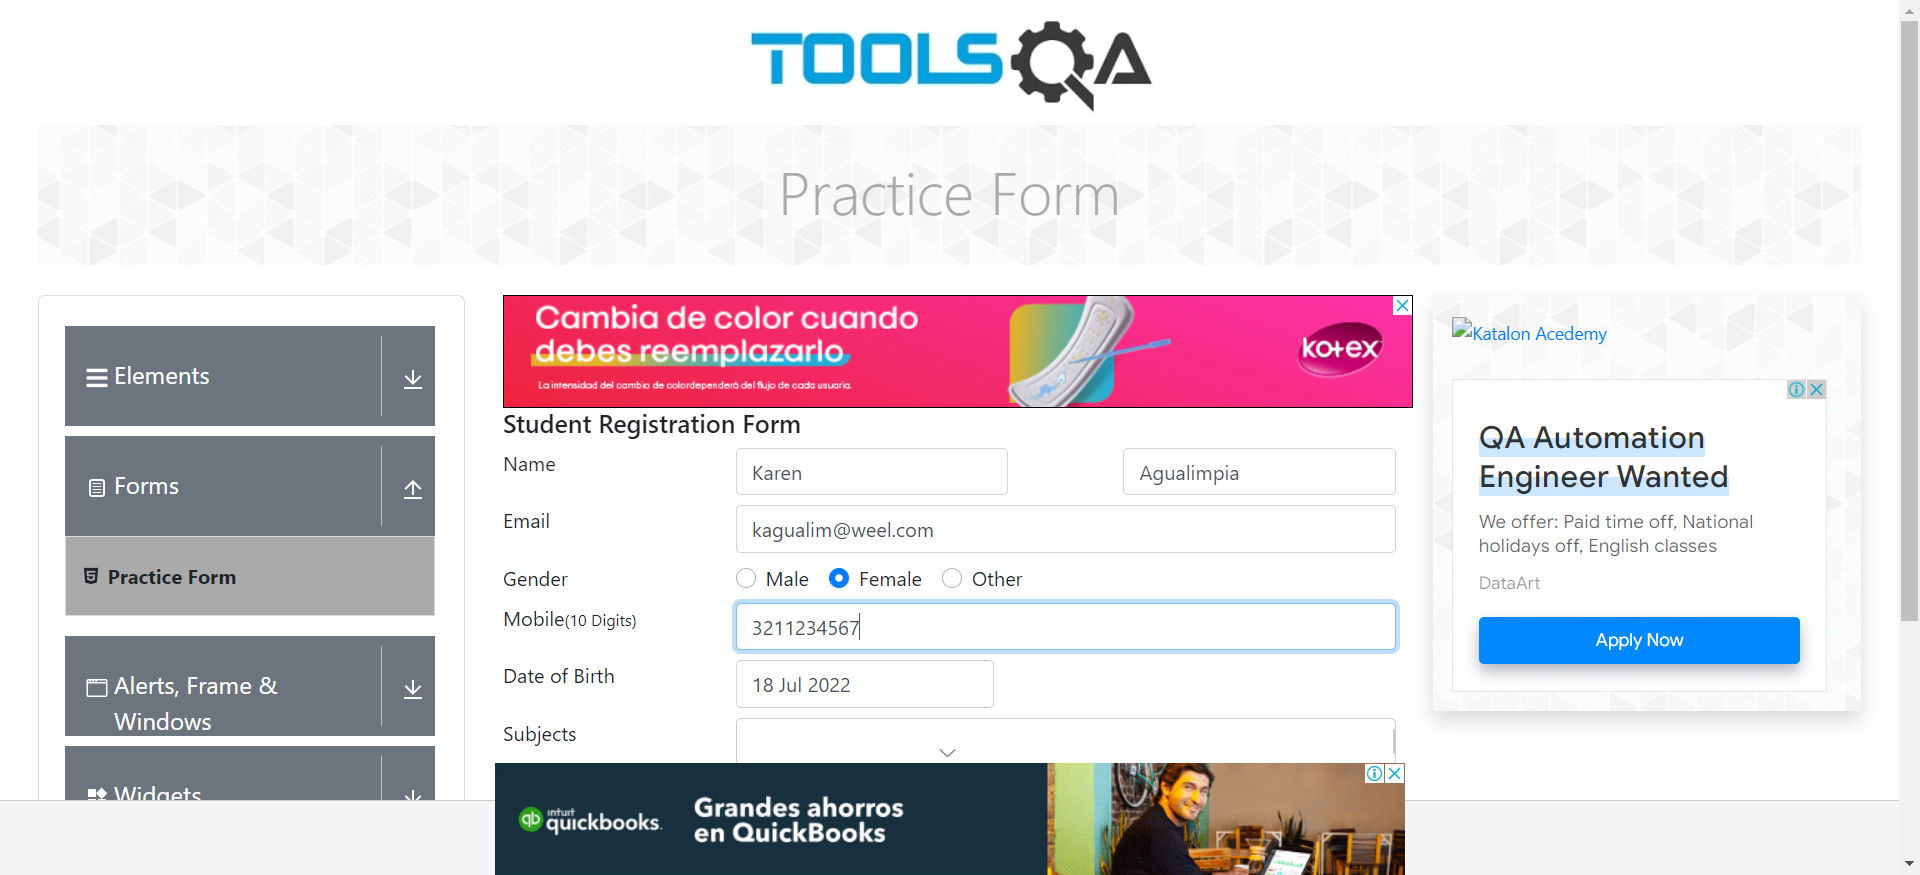 TOOLSQA
Practice Form
Elements
Forms
Practice Form
Alerts, Frame &
Windows
Widgets
Cambia de color cuando
debes reemplazarlo
La intensidad del cambio de colordependerá del flujo de cada usuaria.
kotex
Student Registration Form
Name
Karen
Agualimpia
Email
kagualim@weel.com
Gender
Male
Female
Other
Mobile(10 Digits)
3211234567
Date of Birth
18 Jul 2022
Subjects
qb
intuit
quickbooks.
Grandes ahorros
en QuickBooks
Katalon Acedemy
QA Automation
Engineer Wanted
We offer: Paid time off, National
holidays off, English classes
DataArt
Apply Now